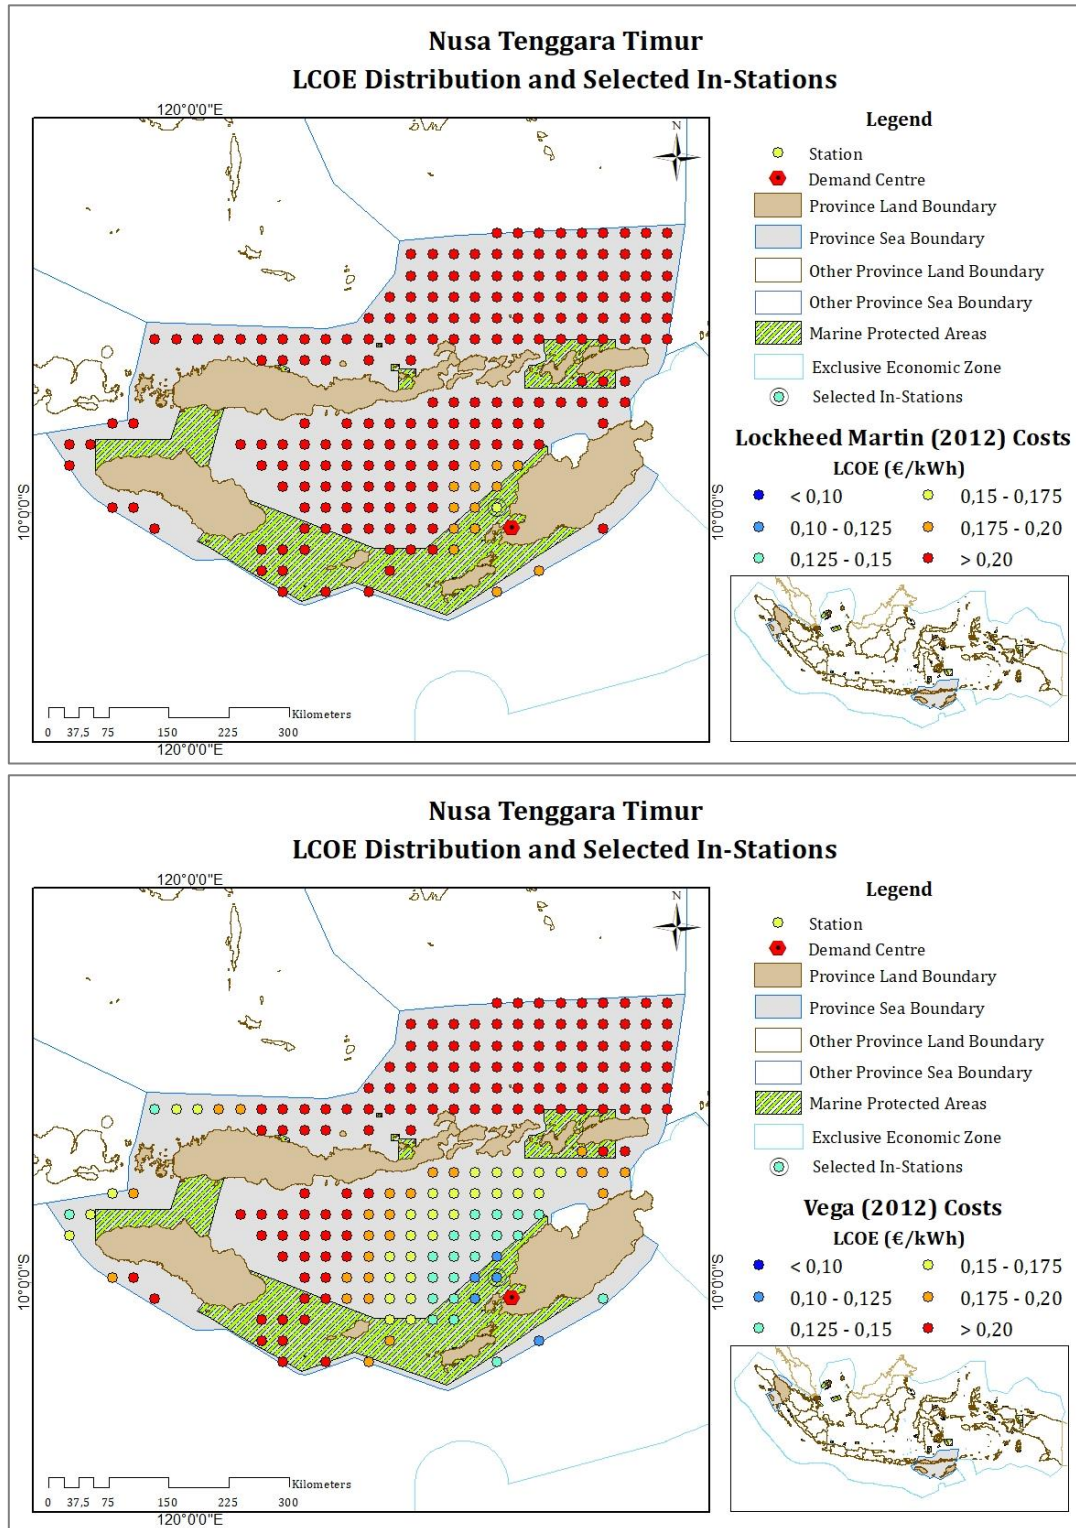 Nusa Tenggara Timur
LCOE Distribution and Selected In-Stations
120°0'0"E
N
10°0'0"S
10°0'0"S
Kilometers
0 37,5 75 150 225 300
120°0'0"E
Legend
Station
Demand Centre
Province Land Boundary
Province Sea Boundary
Other Province Land Boundary
Other Province Sea Boundary
Marine Protected Areas
Exclusive Economic Zone
Selected In-Stations
Lockheed Martin (2012) Costs
LCOE (€/kWh)
< 0,10 0,15 - 0,175
0,10 - 0,125 0,175 - 0,20
0,125 - 0,15 > 0,20
Nusa Tenggara Timur
LCOE Distribution and Selected In-Stations
120°0'0"E
N
10°0'0"S
10°0'0"S
Kilometers
0 37,5 75 150 225 300
120°0'0"E
Legend
Station
Demand Centre
Province Land Boundary
Province Sea Boundary
Other Province Land Boundary
Other Province Sea Boundary
Marine Protected Areas
Exclusive Economic Zone
Selected In-Stations
Vega (2012) Costs
LCOE (€/kWh)
< 0,10 0,15 - 0,175
0,10 - 0,125 0,175 - 0,20
0,125 - 0,15 > 0,20